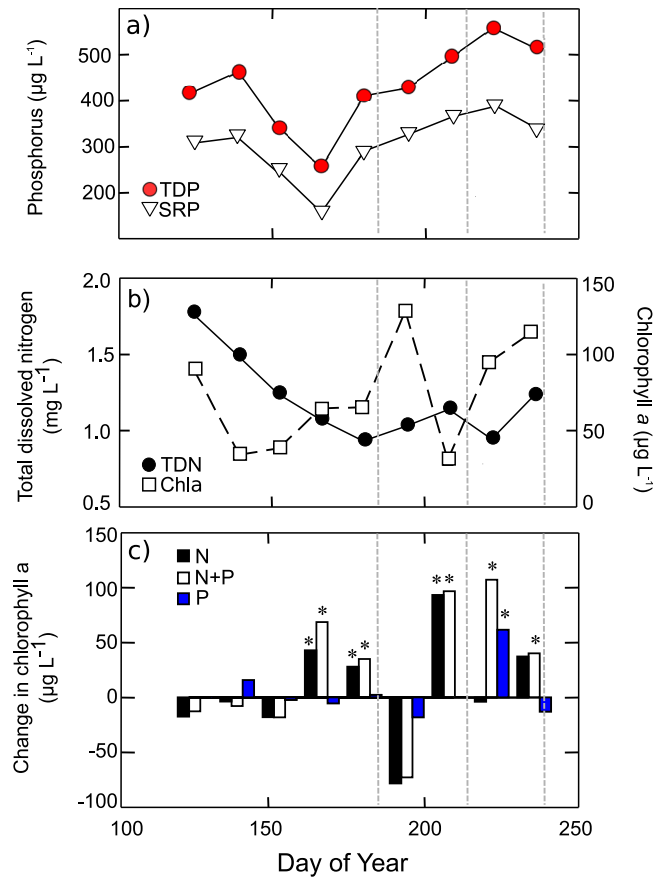 a)
Phosphorus (µg L-1)
500
400
300
200
TDP
SRP
b)
Total dissolved nitrogen
(mg L-1)
2.0
1.5
1.0
0.5
150
100
50
0
Chlorophyll a (µg L-1)
TDN
Chla
c)
Change in chlorophyll a
(µg L-1)
150
100
50
0
-50
-100
N
N+P
P
* * * * * * * * *
100 150 200 250
Day of Year